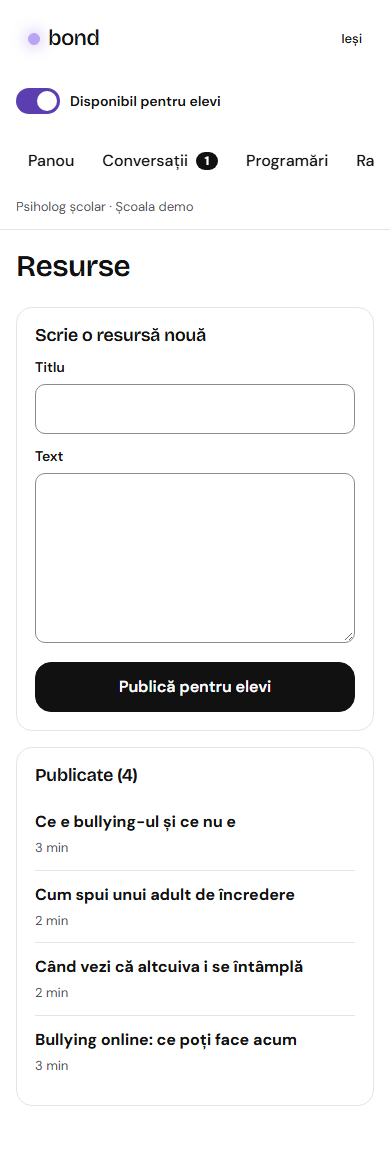 bond
Ieși
Disponibil pentru elevi
Panou Conversații 1 Programări Ra
Psiholog școlar · Școala demo
Resurse
Scrie o resursă nouă
Titlu
Text
Publică pentru elevi
Publicate (4)
Ce e bullying-ul și ce nu e
3 min
Cum spui unui adult de încredere
2 min
Când vezi că altcuiva i se întâmplă
2 min
Bullying online: ce poți face acum
3 min